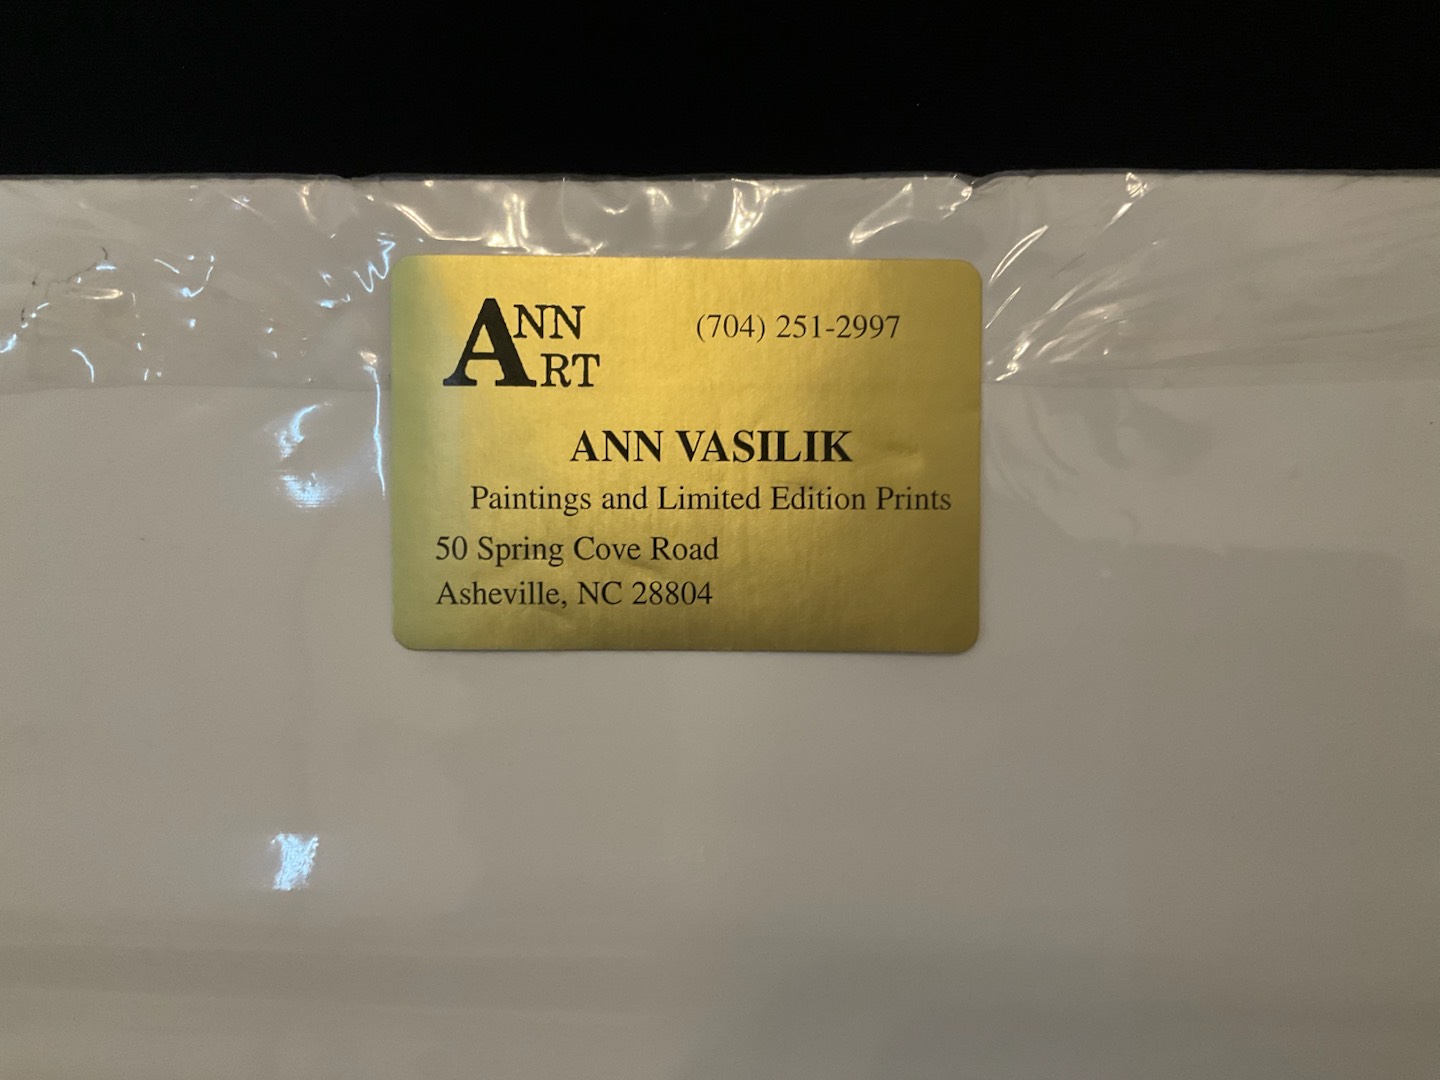 ANN
ART
(704) 251-2997
ANN VASILIK
Paintings and Limited Edition Prints
50 Spring Cove Road
Asheville, NC 28804